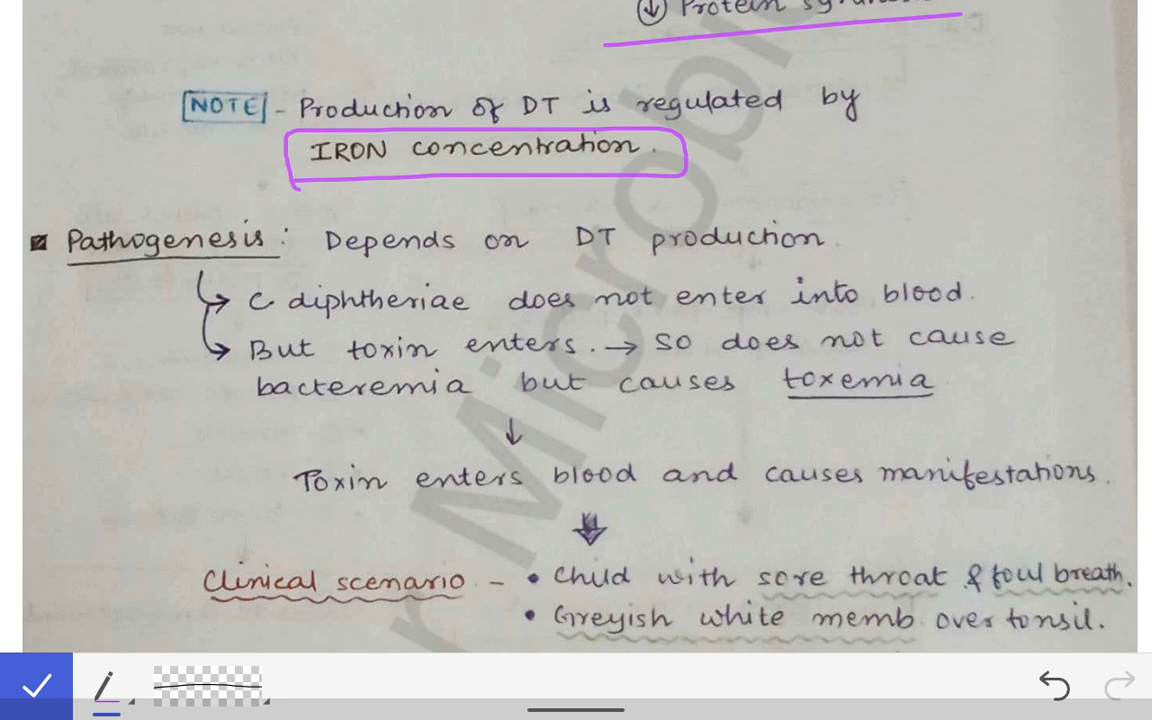 ↓ Protein
NOTE - Production of DT is regulated by
IRON concentration.
Pathogenesis: Depends on DT production
→ C diphtheriae does not enter into blood.
→ But toxin enters. → so does not cause
bacteremia but causes toxemia
↓
Toxin enters blood and causes manifestations.
Clinical scenario - • Child with sore throat & foul breath.
• Greyish white memb. over tonsil.
r Microbiol